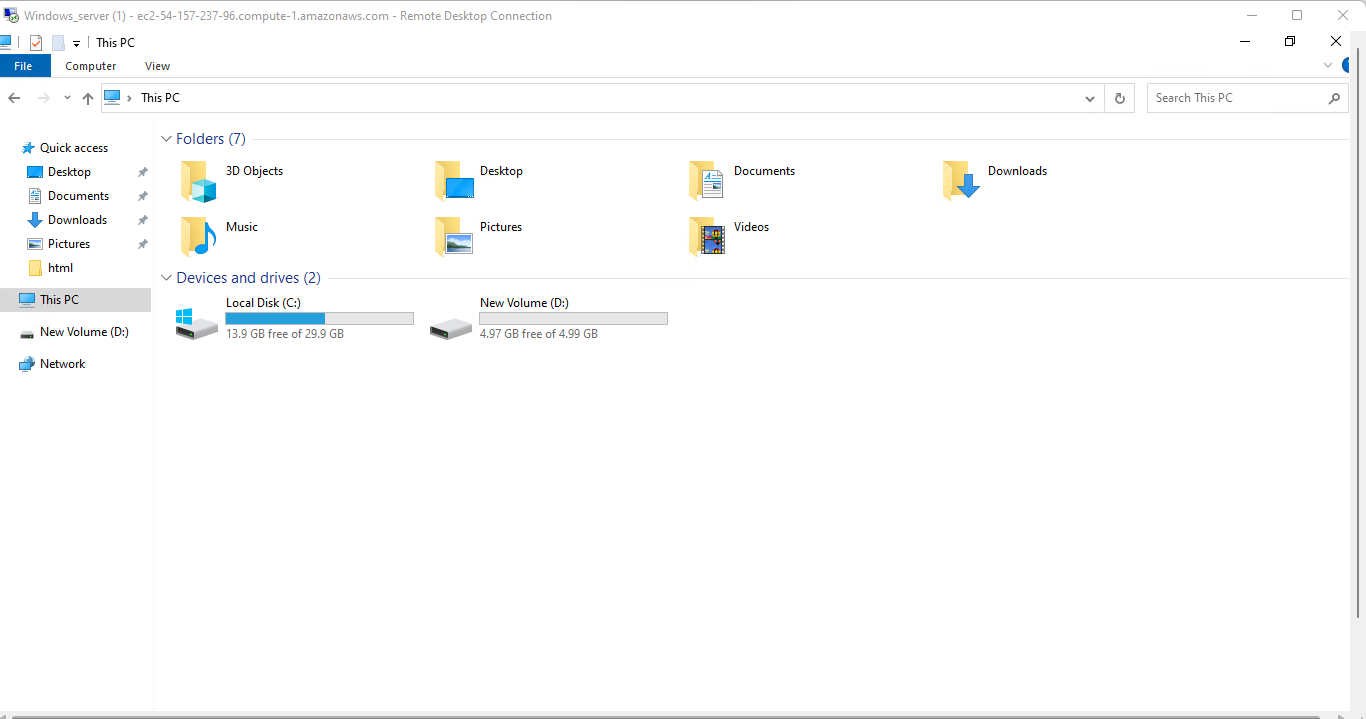 Windows_server (1) - ec2-54-157-237-96.compute-1.amazonaws.com - Remote Desktop Connection
This PC
File Computer View
This PC Search This PC
Quick access
Desktop
Documents
Downloads
Pictures
html
This PC
New Volume (D:)
Network
Folders (7)
3D Objects Desktop Documents Downloads
Music Pictures Videos
Devices and drives (2)
Local Disk (C:) New Volume (D:)
13.9 GB free of 29.9 GB 4.97 GB free of 4.99 GB